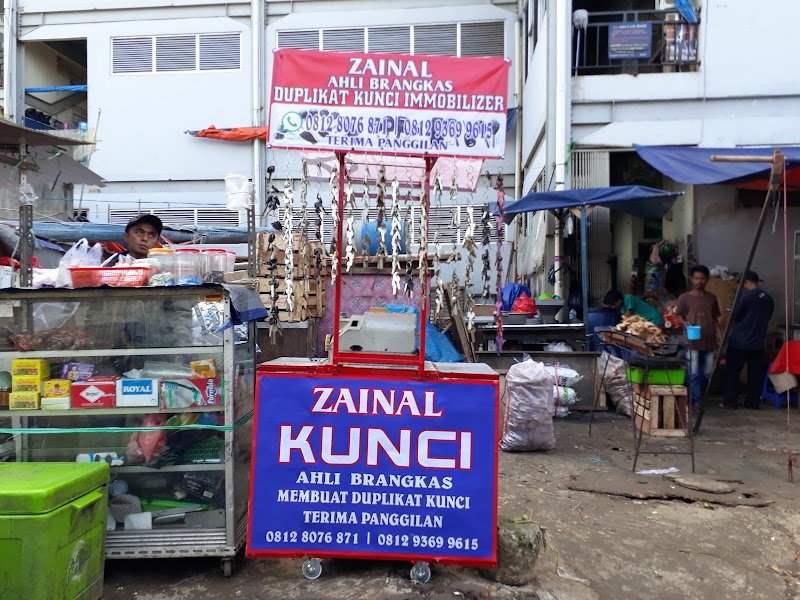 ZAINAL
AHLI BRANGKAS
DUPLIKAT KUNCI IMMOBILIZER
0812 8076 871 | 0812 9369 9615
TERIMA PANGGILAN
ZAINAL
KUNCI
AHLI BRANGKAS
MEMBUAT DUPLIKAT KUNCI
TERIMA PANGGILAN
0812 8076 871 | 0812 9369 9615
ROYAL